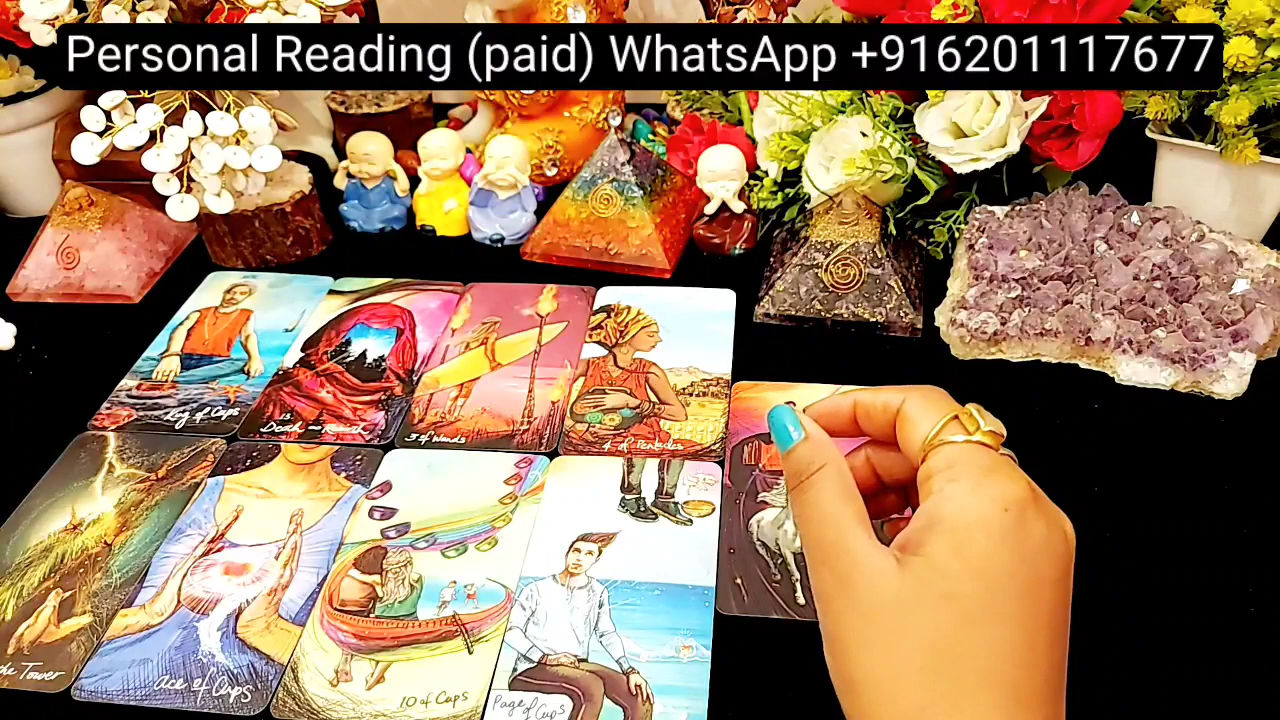 Personal Reading (paid) WhatsApp +916201117677
King of Cups
13
Death - Rebirth
3 of Wands
4 of Pentacles
the Tower
ace of Cups
10 of Cups
Page of Cups